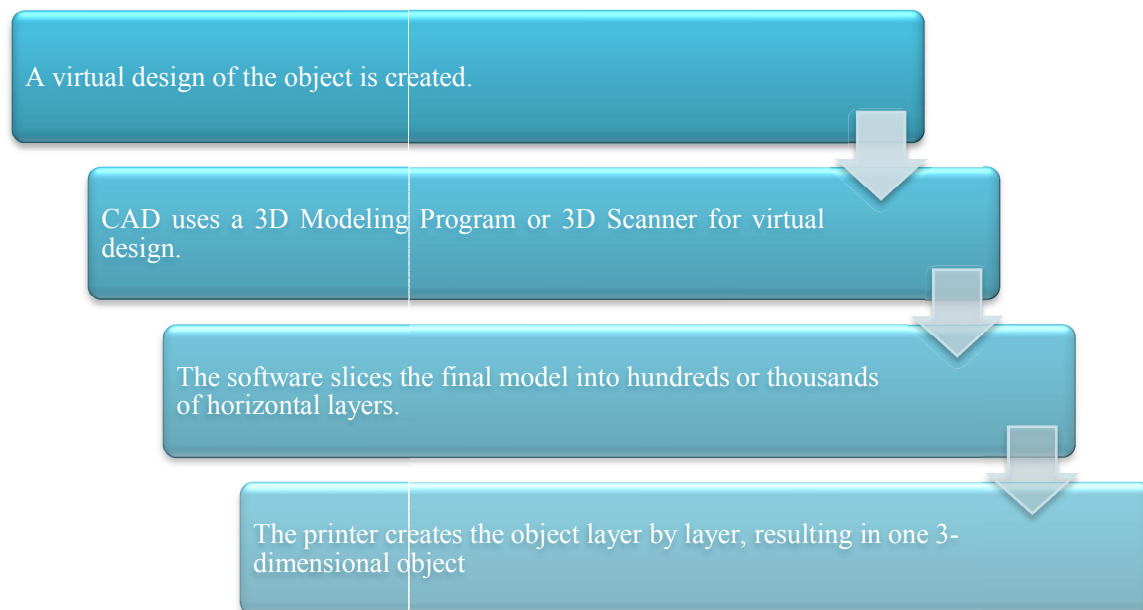 A virtual design of the object is created.
CAD uses a 3D Modeling Program or 3D Scanner for virtual
design.
The software slices the final model into hundreds or thousands
of horizontal layers.
The printer creates the object layer by layer, resulting in one 3-
dimensional object